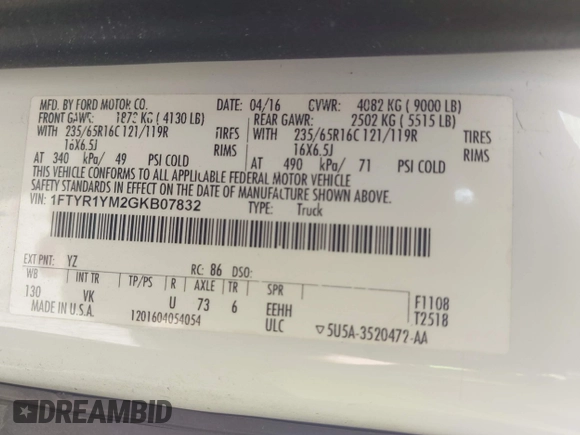 MFD. BY FORD MOTOR CO. DATE: 04/16 GVWR: 4082 KG ( 9000 LB)
FRONT GAWR: 1873 KG ( 4130 LB) REAR GAWR: 2502 KG ( 5515 LB)
WITH 235/65R16C 121/119R TIRES WITH 235/65R16C 121/119R TIRES
16X6.5J RIMS 16X6.5J RIMS
AT 340 kPa/ 49 PSI COLD AT 490 kPa/ 71 PSI COLD
THIS VEHICLE CONFORMS TO ALL APPLICABLE FEDERAL MOTOR VEHICLE
SAFETY STANDARDS IN EFFECT ON THE DATE OF MANUFACTURE SHOWN ABOVE.
VIN: 1FTYR1YM2GKB07832 TYPE: Truck
EXT PNT: YZ RC: 86 DSO:
WB INT TR TP/PS R AXLE TR SPR
130 VK U 73 6 EEHH F1108
MADE IN U.S.A. 1201604054054 ULC T2518
5U5A-3520472-AA
DREAMBID